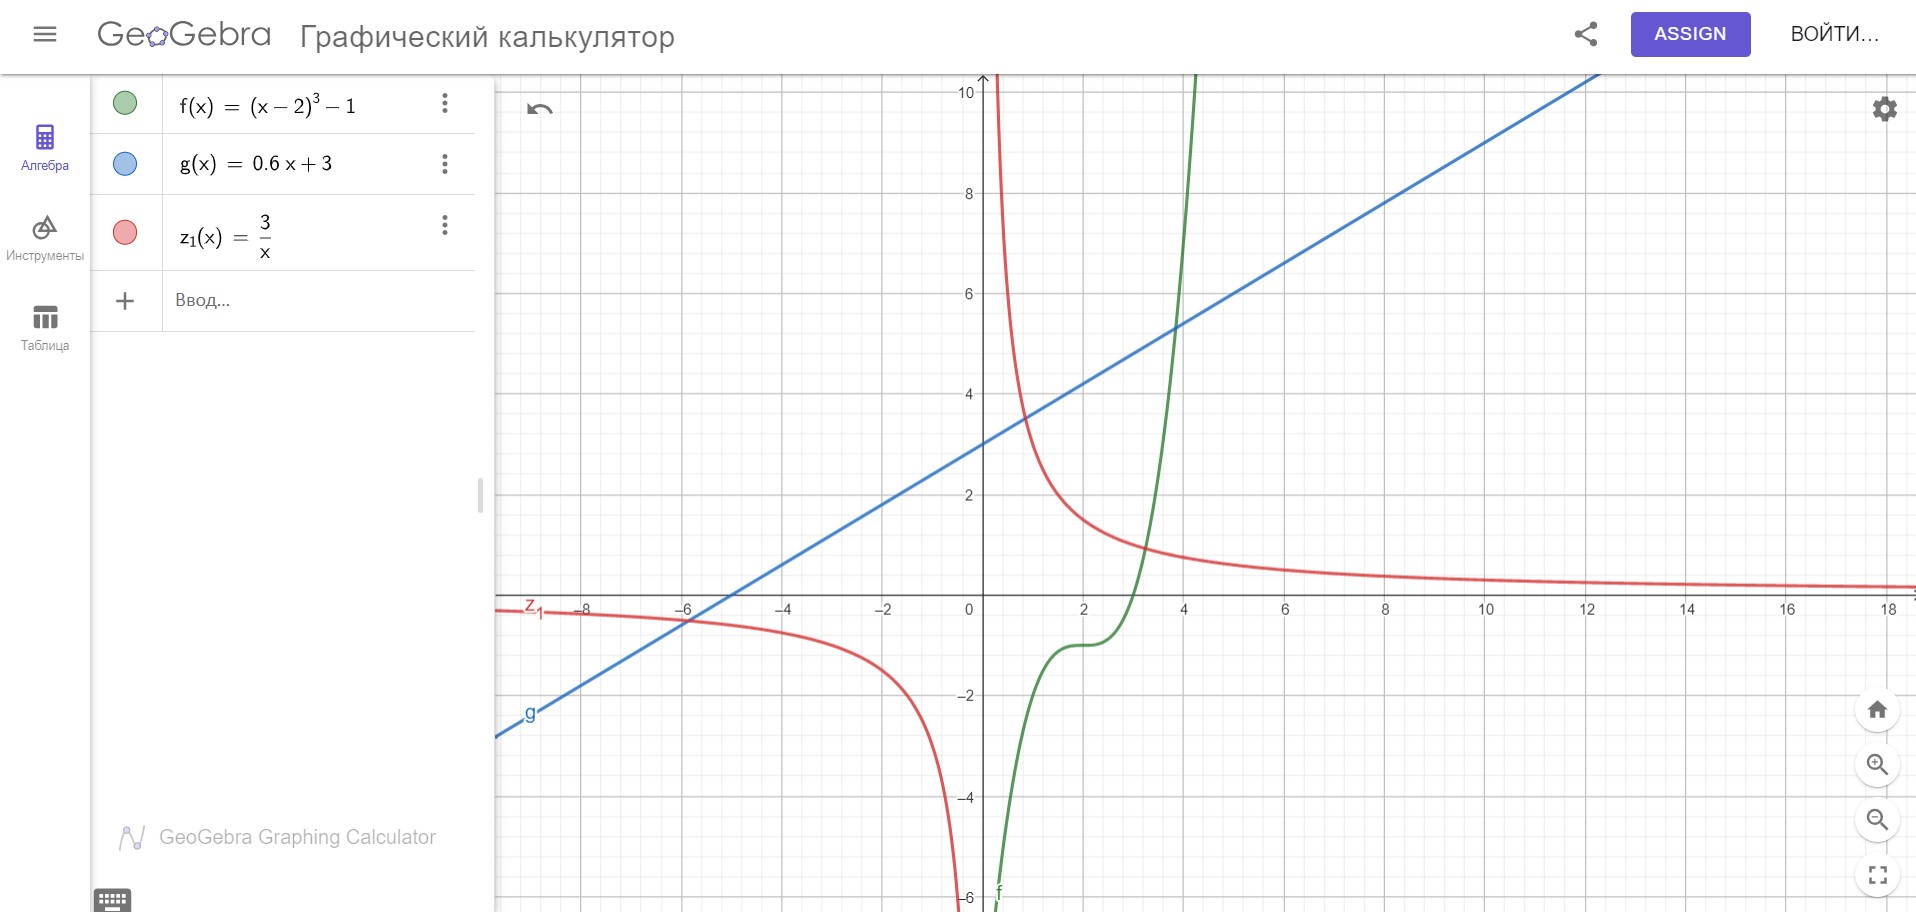 GeoGebra Графический калькулятор ASSIGN ВОЙТИ...
Алгебра
Инструменты
Таблица
f(x) = (x − 2)³ − 1
g(x) = 0.6 x + 3
z₁(x) = 3/x
Ввод...
GeoGebra Graphing Calculator
10
8
6
4
2
0
−2
−4
−6
−8 −6 −4 −2 2 4 6 8 10 12 14 16 18
z₁
g
f